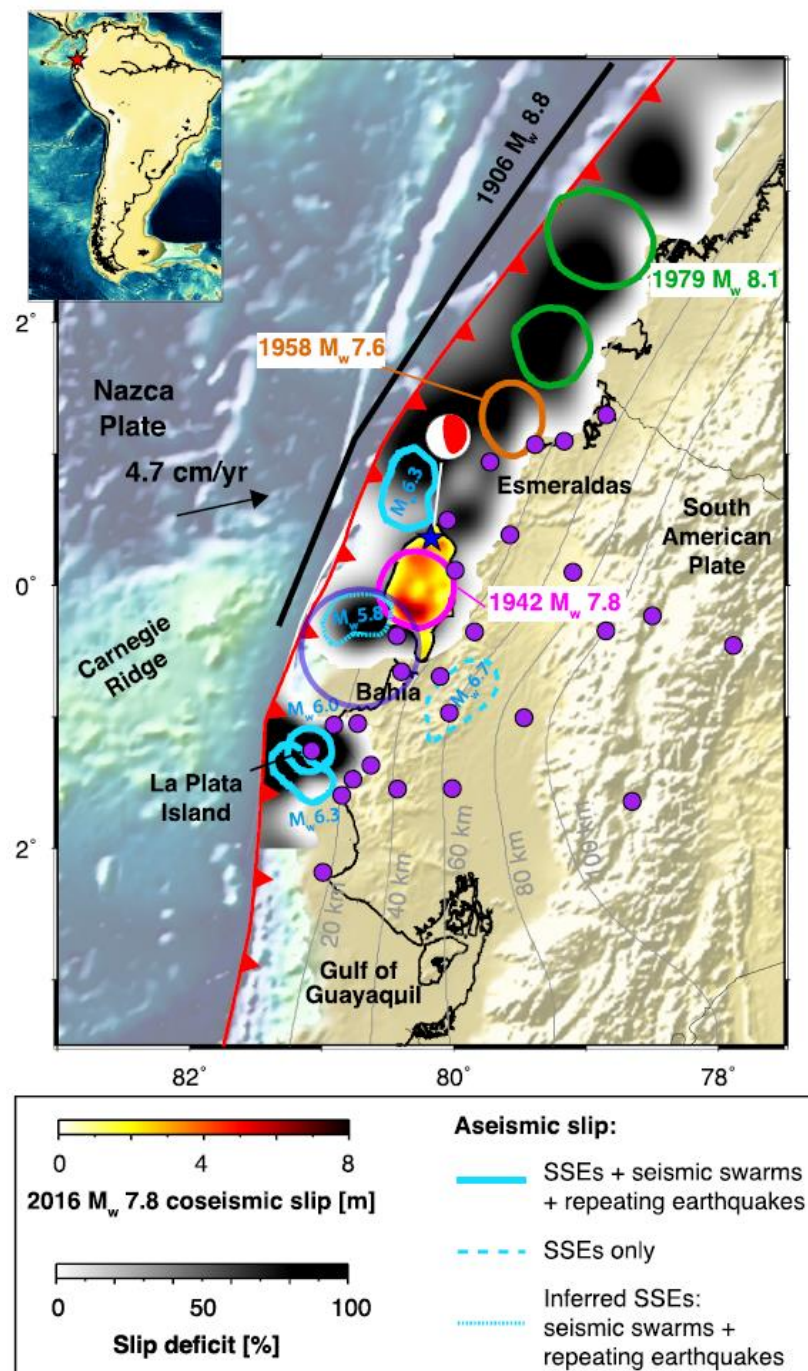 1906 Mw 8.8
1979 Mw 8.1
2˚
1958 Mw 7.6
Nazca
Plate
4.7 cm/yr
Mw 6.3
Esmeraldas
South
American
Plate
0˚
1942 Mw 7.8
Mw 5.8
Carnegie
Ridge
Bahia
Mw 6.7
Mw 6.0
La Plata
Island
Mw 6.3
2˚
20 km
40 km
60 km
80 km
100 km
Gulf of
Guayaquil
82˚
80˚
78˚
0 4 8
2016 Mw 7.8 coseismic slip [m]
0 50 100
Slip deficit [%]
Aseismic slip:
SSEs + seismic swarms
+ repeating earthquakes
SSEs only
Inferred SSEs:
seismic swarms +
repeating earthquakes